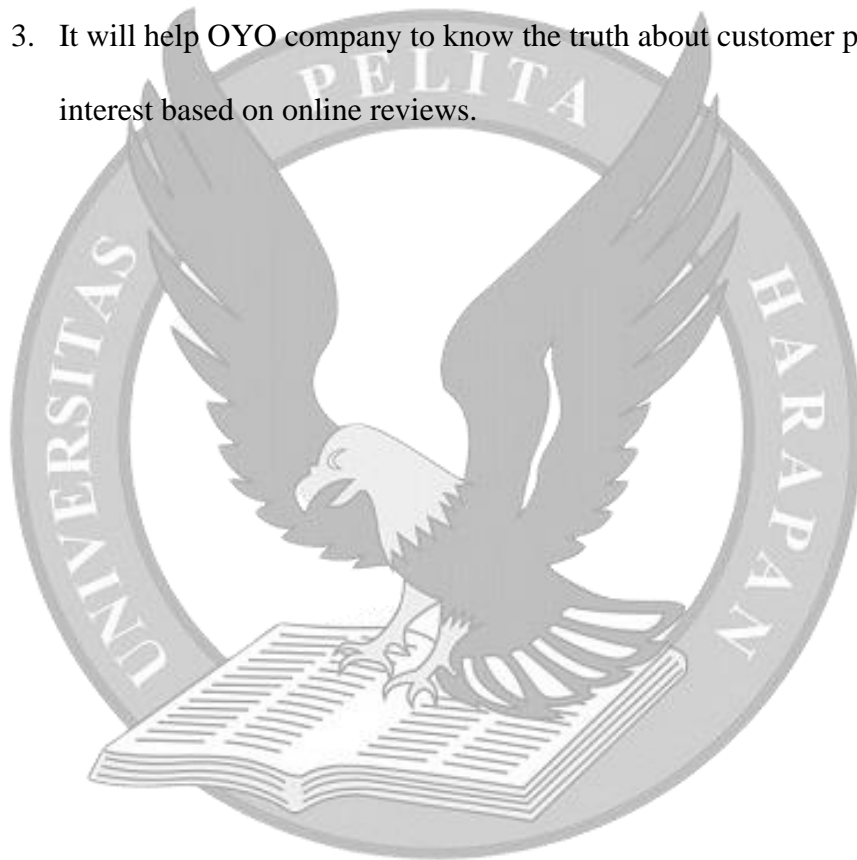 3. It will help OYO company to know the truth about customer p
interest based on online reviews.
UNIVERSITAS PELITA HARAPAN